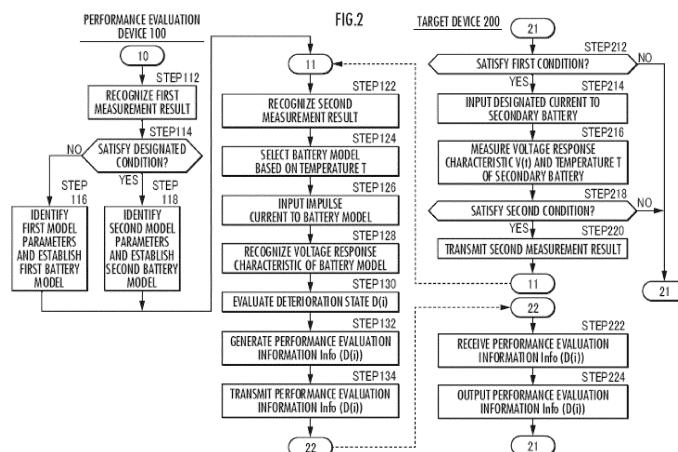 FIG.2
PERFORMANCE EVALUATION
DEVICE 100
10
STEP112
RECOGNIZE FIRST
MEASUREMENT RESULT
STEP114
SATISFY DESIGNATED
CONDITION?
NO
YES
STEP
116
IDENTIFY
FIRST MODEL
PARAMETERS
AND ESTABLISH
FIRST BATTERY
MODEL
STEP
118
IDENTIFY
SECOND MODEL
PARAMETERS
AND ESTABLISH
SECOND BATTERY
MODEL
11
STEP122
RECOGNIZE SECOND
MEASUREMENT RESULT
STEP124
SELECT BATTERY MODEL
BASED ON TEMPERATURE T
STEP126
INPUT IMPULSE
CURRENT TO BATTERY MODEL
STEP128
RECOGNIZE VOLTAGE RESPONSE
CHARACTERISTIC OF BATTERY MODEL
STEP130
EVALUATE DETERIORATION STATE D(i)
STEP132
GENERATE PERFORMANCE EVALUATION
INFORMATION Info (D(i))
STEP134
TRANSMIT PERFORMANCE EVALUATION
INFORMATION Info (D(i))
22
TARGET DEVICE 200
21
STEP212
SATISFY FIRST CONDITION?
NO
YES
STEP214
INPUT DESIGNATED CURRENT TO
SECONDARY BATTERY
STEP216
MEASURE VOLTAGE RESPONSE
CHARACTERISTIC V(t) AND TEMPERATURE T
OF SECONDARY BATTERY
STEP218
SATISFY SECOND CONDITION?
NO
YES
STEP220
TRANSMIT SECOND MEASUREMENT RESULT
11
21
22
STEP222
RECEIVE PERFORMANCE EVALUATION
INFORMATION Info (D(i))
STEP224
OUTPUT PERFORMANCE EVALUATION
INFORMATION Info (D(i))
21